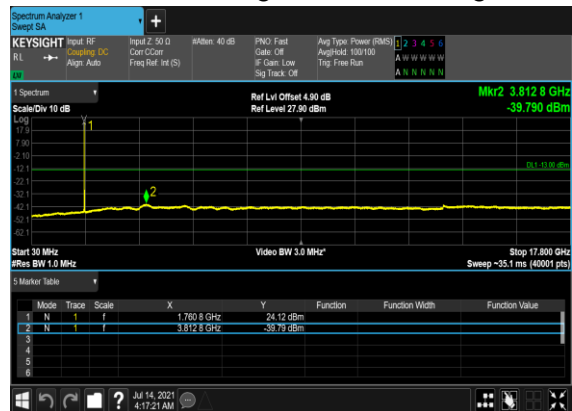 Spectrum Analyzer 1
Swept SA
KEYSIGHT Input: RF Input Z: 50 Ω #Atten: 40 dB PNO: Fast Avg Type: Power (RMS) 1 2 3 4 5 6
RL Coupling: DC Corr CCorr Gate: Off Avg|Hold: 100/100 A W W W W W
Align: Auto Freq Ref: Int (S) IF Gain: Low Trig: Free Run
Sig Track: Off A N N N N N
1 Spectrum Ref Lvl Offset 4.90 dB Mkr2 3.812 8 GHz
Scale/Div 10 dB Ref Level 27.90 dBm -39.790 dBm
Log
17.9 1
7.90
-2.10
-12.1 DL1 -13.00 dBm
-22.1
-32.1 2
-42.1
-52.1
-62.1
Start 30 MHz Video BW 3.0 MHz* Stop 17.800 GHz
#Res BW 1.0 MHz Sweep ~35.1 ms (40001 pts)
5 Marker Table
Mode Trace Scale X Y Function Function Width Function Value
1 N 1 f 1.760 8 GHz 24.12 dBm
2 N 1 f 3.812 8 GHz -39.79 dBm
3
4
5
6
? Jul 14, 2021
4:17:21 AM